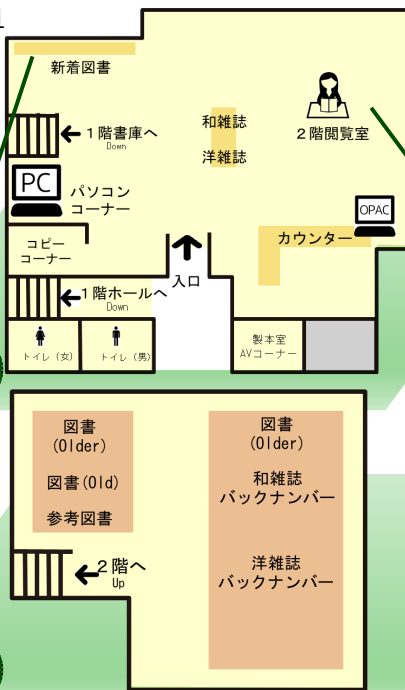 新着図書
1階書庫へ
Down
和雑誌
洋雑誌
2階閲覧室
PC
パソコン
コーナー
OPAC
コピー
コーナー
カウンター
入口
1階ホールへ
Down
トイレ(女)
トイレ(男)
製本室
AVコーナー
図書
(Older)
図書(Old)
参考図書
図書
(Older)
和雑誌
バックナンバー
洋雑誌
バックナンバー
2階へ
Up